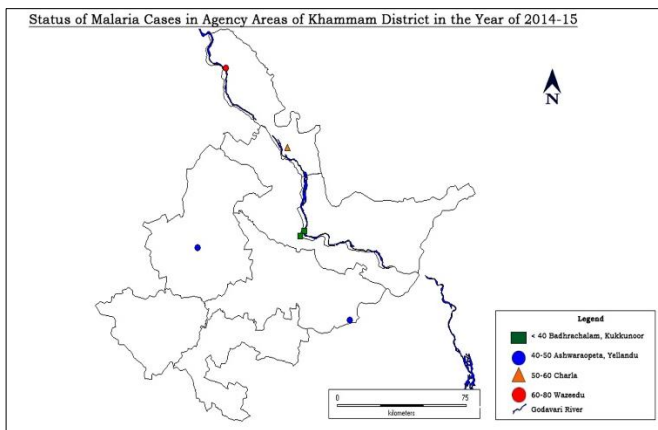 Status of Malaria Cases in Agency Areas of Khammam District in the Year of 2014-15
N
Legend
< 40 Badhrachalam, Kukkunoor
40-50 Ashwaraopeta, Yellandu
50-60 Charla
60-80 Wazeedu
Godavari River
0 75
kilometers